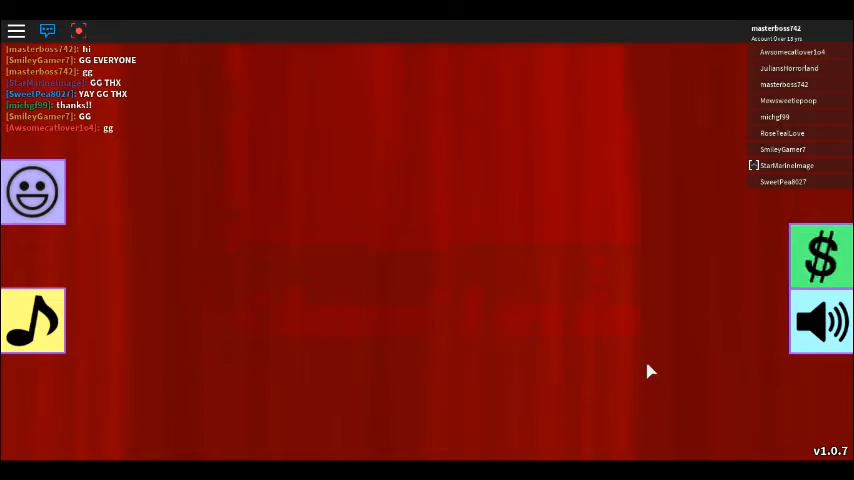 [masterboss742]: hi
[SmileyGamer7]: GG EVERYONE
[masterboss742]: gg
[StarMarineImage]: GG THX
[SweetPea8027]: YAY GG THX
[michgf99]: thanks!!
[SmileyGamer7]: GG
[Awsomecatlover1o4]: gg
masterboss742
Account Over 13 yrs
Awsomecatlover1o4
JuliansHorrorland
masterboss742
Mewsweetiepoop
michgf99
RoseTealLove
SmileyGamer7
StarMarineImage
SweetPea8027
$
v1.0.7